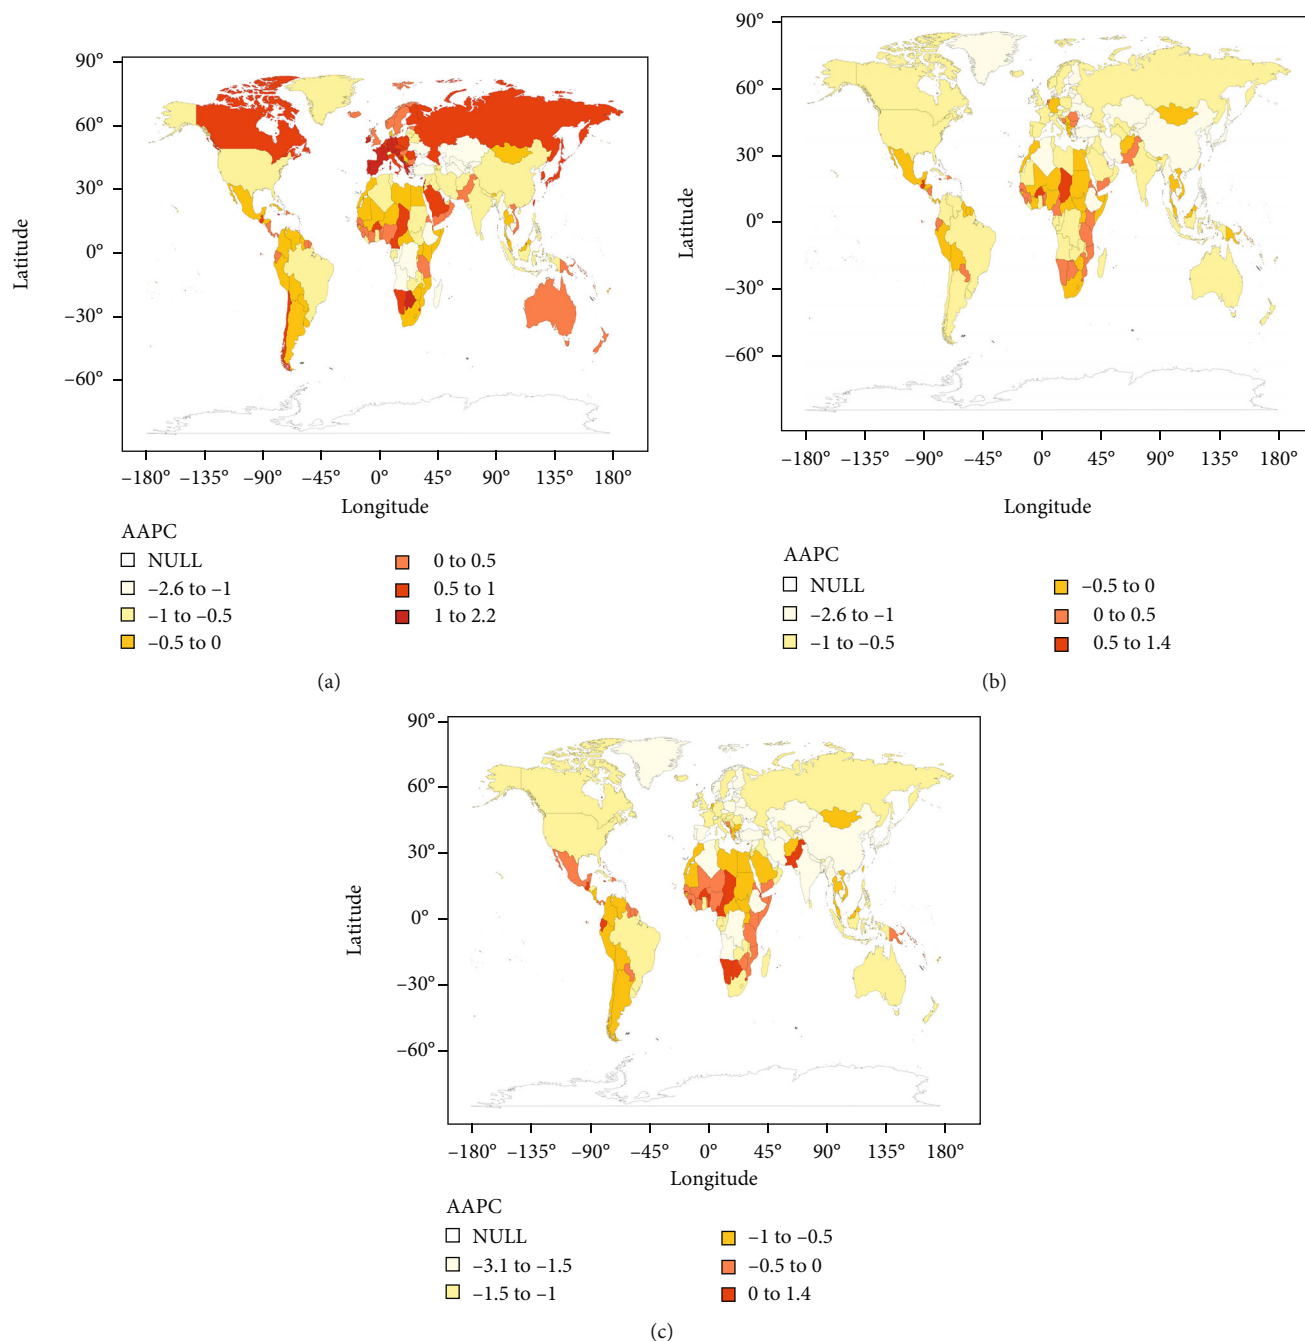 90°
60°
30°
0°
–30°
–60°
Latitude
–180° –135° –90° –45° 0° 45° 90° 135° 180°
Longitude
AAPC
NULL
–2.6 to –1
–1 to –0.5
–0.5 to 0
0 to 0.5
0.5 to 1
1 to 2.2
(a)
90°
60°
30°
0°
–30°
–60°
Latitude
–180° –135° –90° –45° 0° 45° 90° 135° 180°
Longitude
AAPC
NULL
–2.6 to –1
–1 to –0.5
–0.5 to 0
0 to 0.5
0.5 to 1.4
(b)
90°
60°
30°
0°
–30°
–60°
Latitude
–180° –135° –90° –45° 0° 45° 90° 135° 180°
Longitude
AAPC
NULL
–3.1 to –1.5
–1.5 to –1
–1 to –0.5
–0.5 to 0
0 to 1.4
(c)